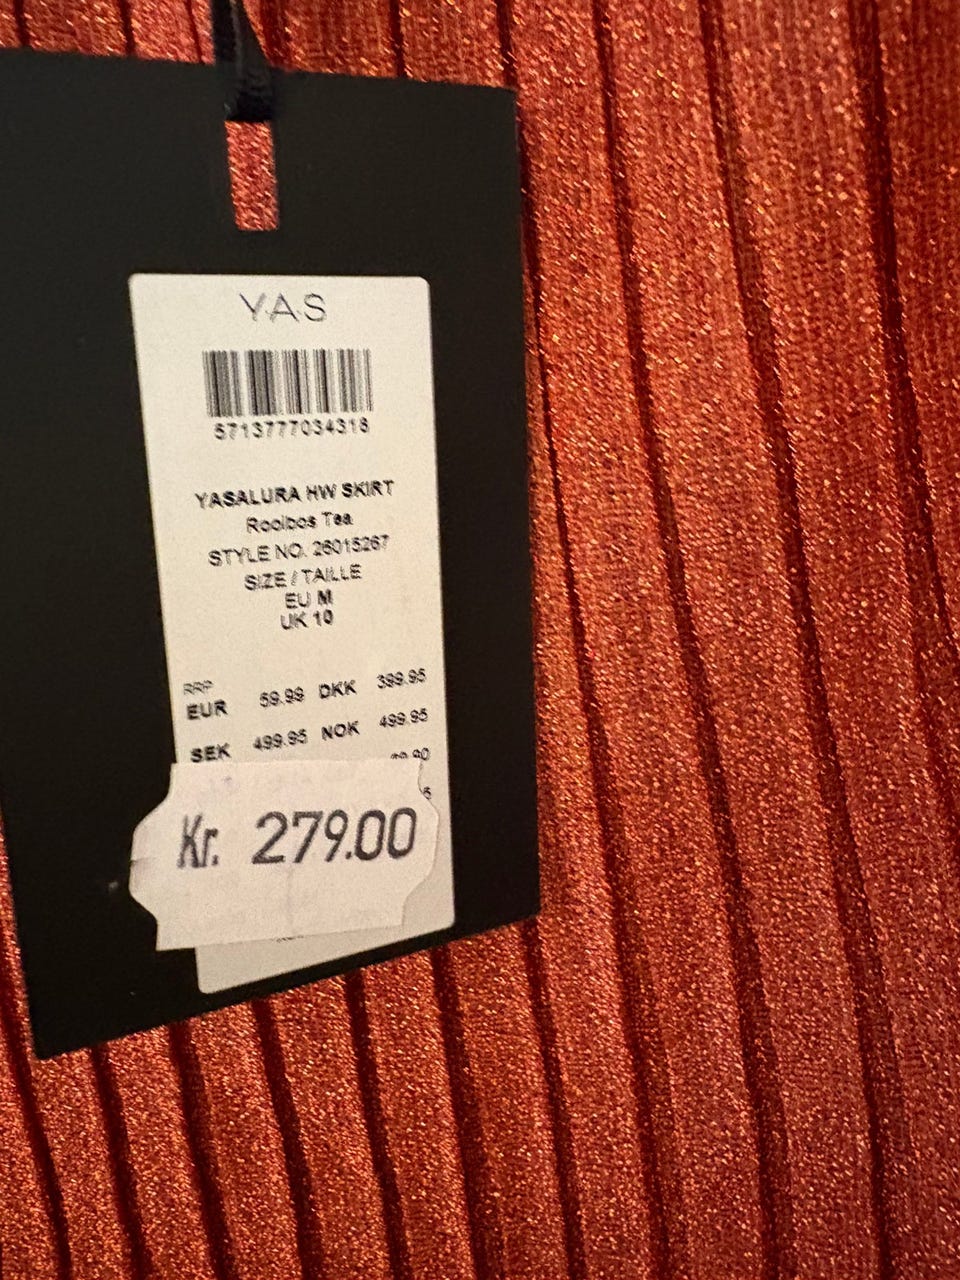 Y.A.S
5713777034318
YASALURA HW SKIRT
Rooibos Tea
STYLE NO. 26015267
SIZE / TAILLE
EU M
UK 10
RRP
EUR 59.99 DKK 399.95
SEK 499.95 NOK 499.95
Kr. 279.00